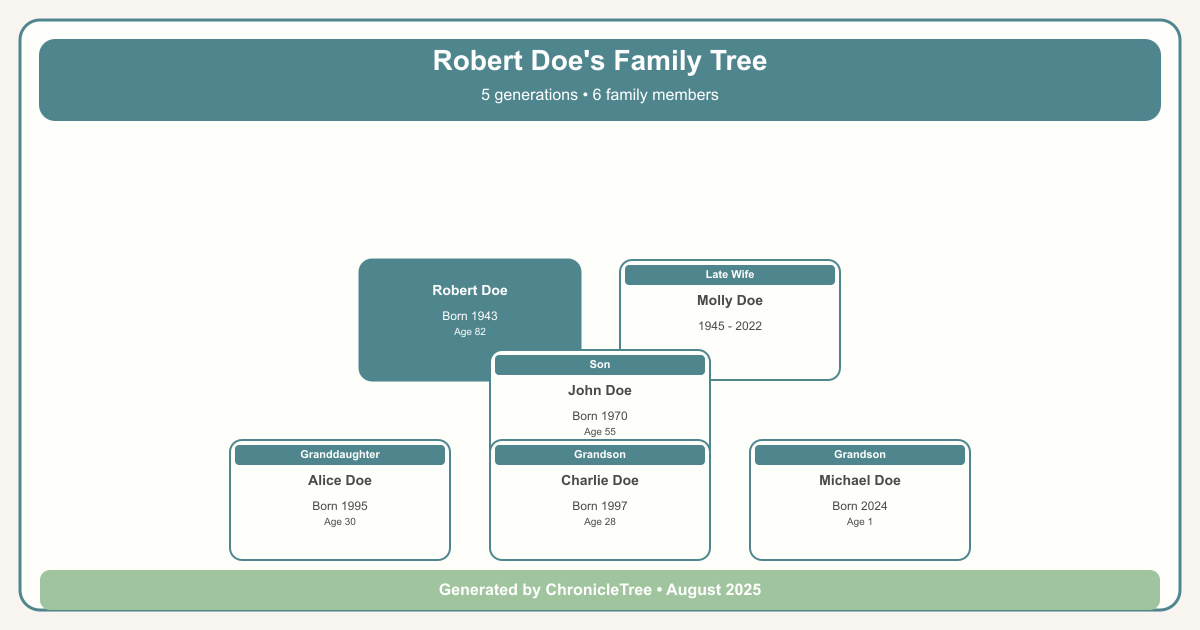 Robert Doe's Family Tree
5 generations • 6 family members
Robert Doe
Born 1943
Age 82
Late Wife
Molly Doe
1945 - 2022
Son
John Doe
Born 1970
Age 55
Granddaughter
Alice Doe
Born 1995
Age 30
Grandson
Charlie Doe
Born 1997
Age 28
Grandson
Michael Doe
Born 2024
Age 1
Generated by ChronicleTree • August 2025